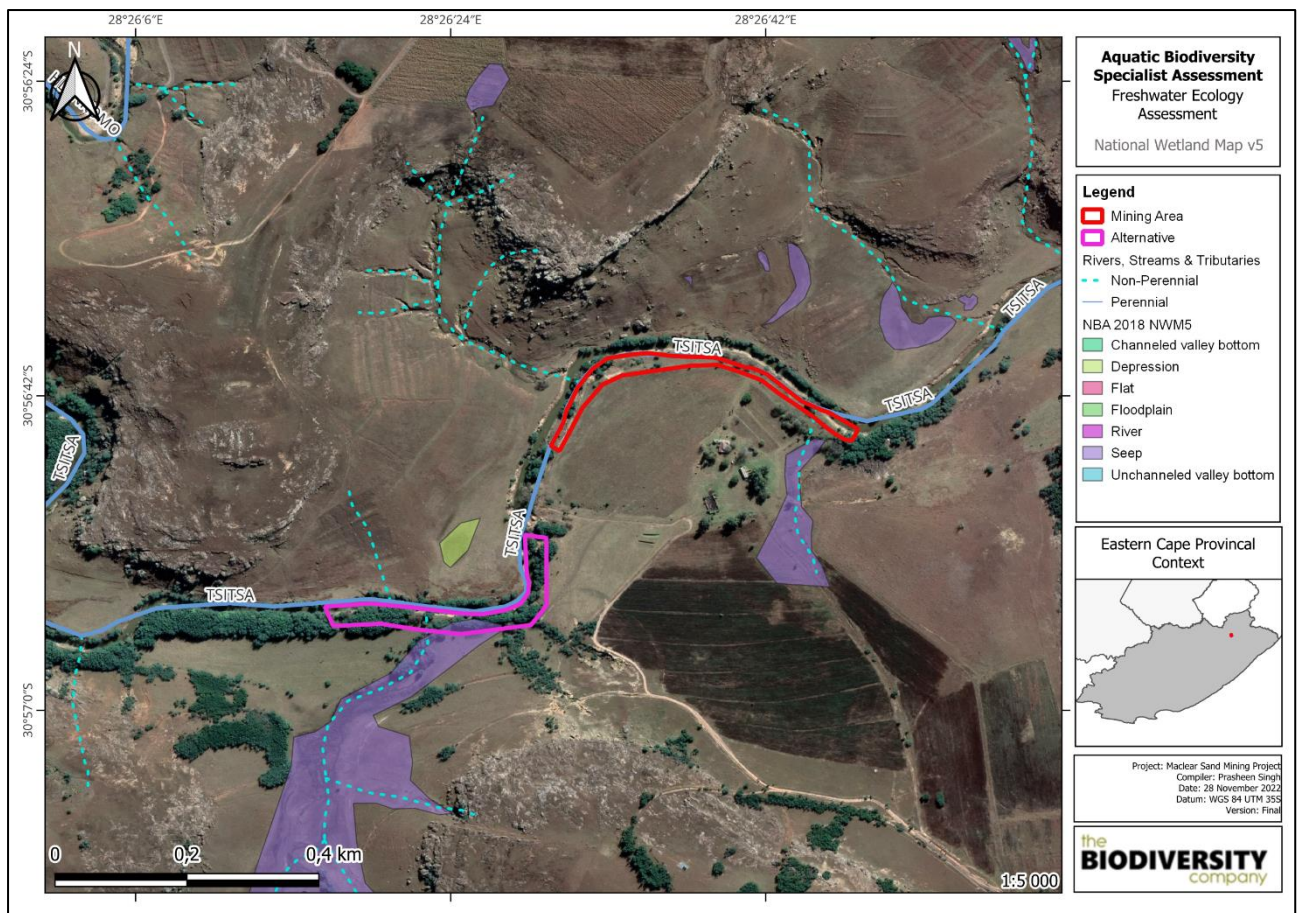 28°26'6"E
28°26'24"E
28°26'42"E
30°56'24"S
30°56'42"S
30°57'0"S
N
TSITSA
TSITSA
TSITSA
TSITSA
TSITSA
TSITSA
0
0,2
0,4 km
1:5 000
Aquatic Biodiversity
Specialist Assessment
Freshwater Ecology
Assessment
National Wetland Map v5
Legend
Mining Area
Alternative
Rivers, Streams & Tributaries
Non-Perennial
Perennial
NBA 2018 NWM5
Channeled valley bottom
Depression
Flat
Floodplain
River
Seep
Unchanneled valley bottom
Eastern Cape Provincal
Context
Project: Maclear Sand Mining Project
Compiler: Prasheen Singh
Date: 28 November 2022
Datum: WGS 84 UTM 35S
Version: Final
the
BIODIVERSITY
company